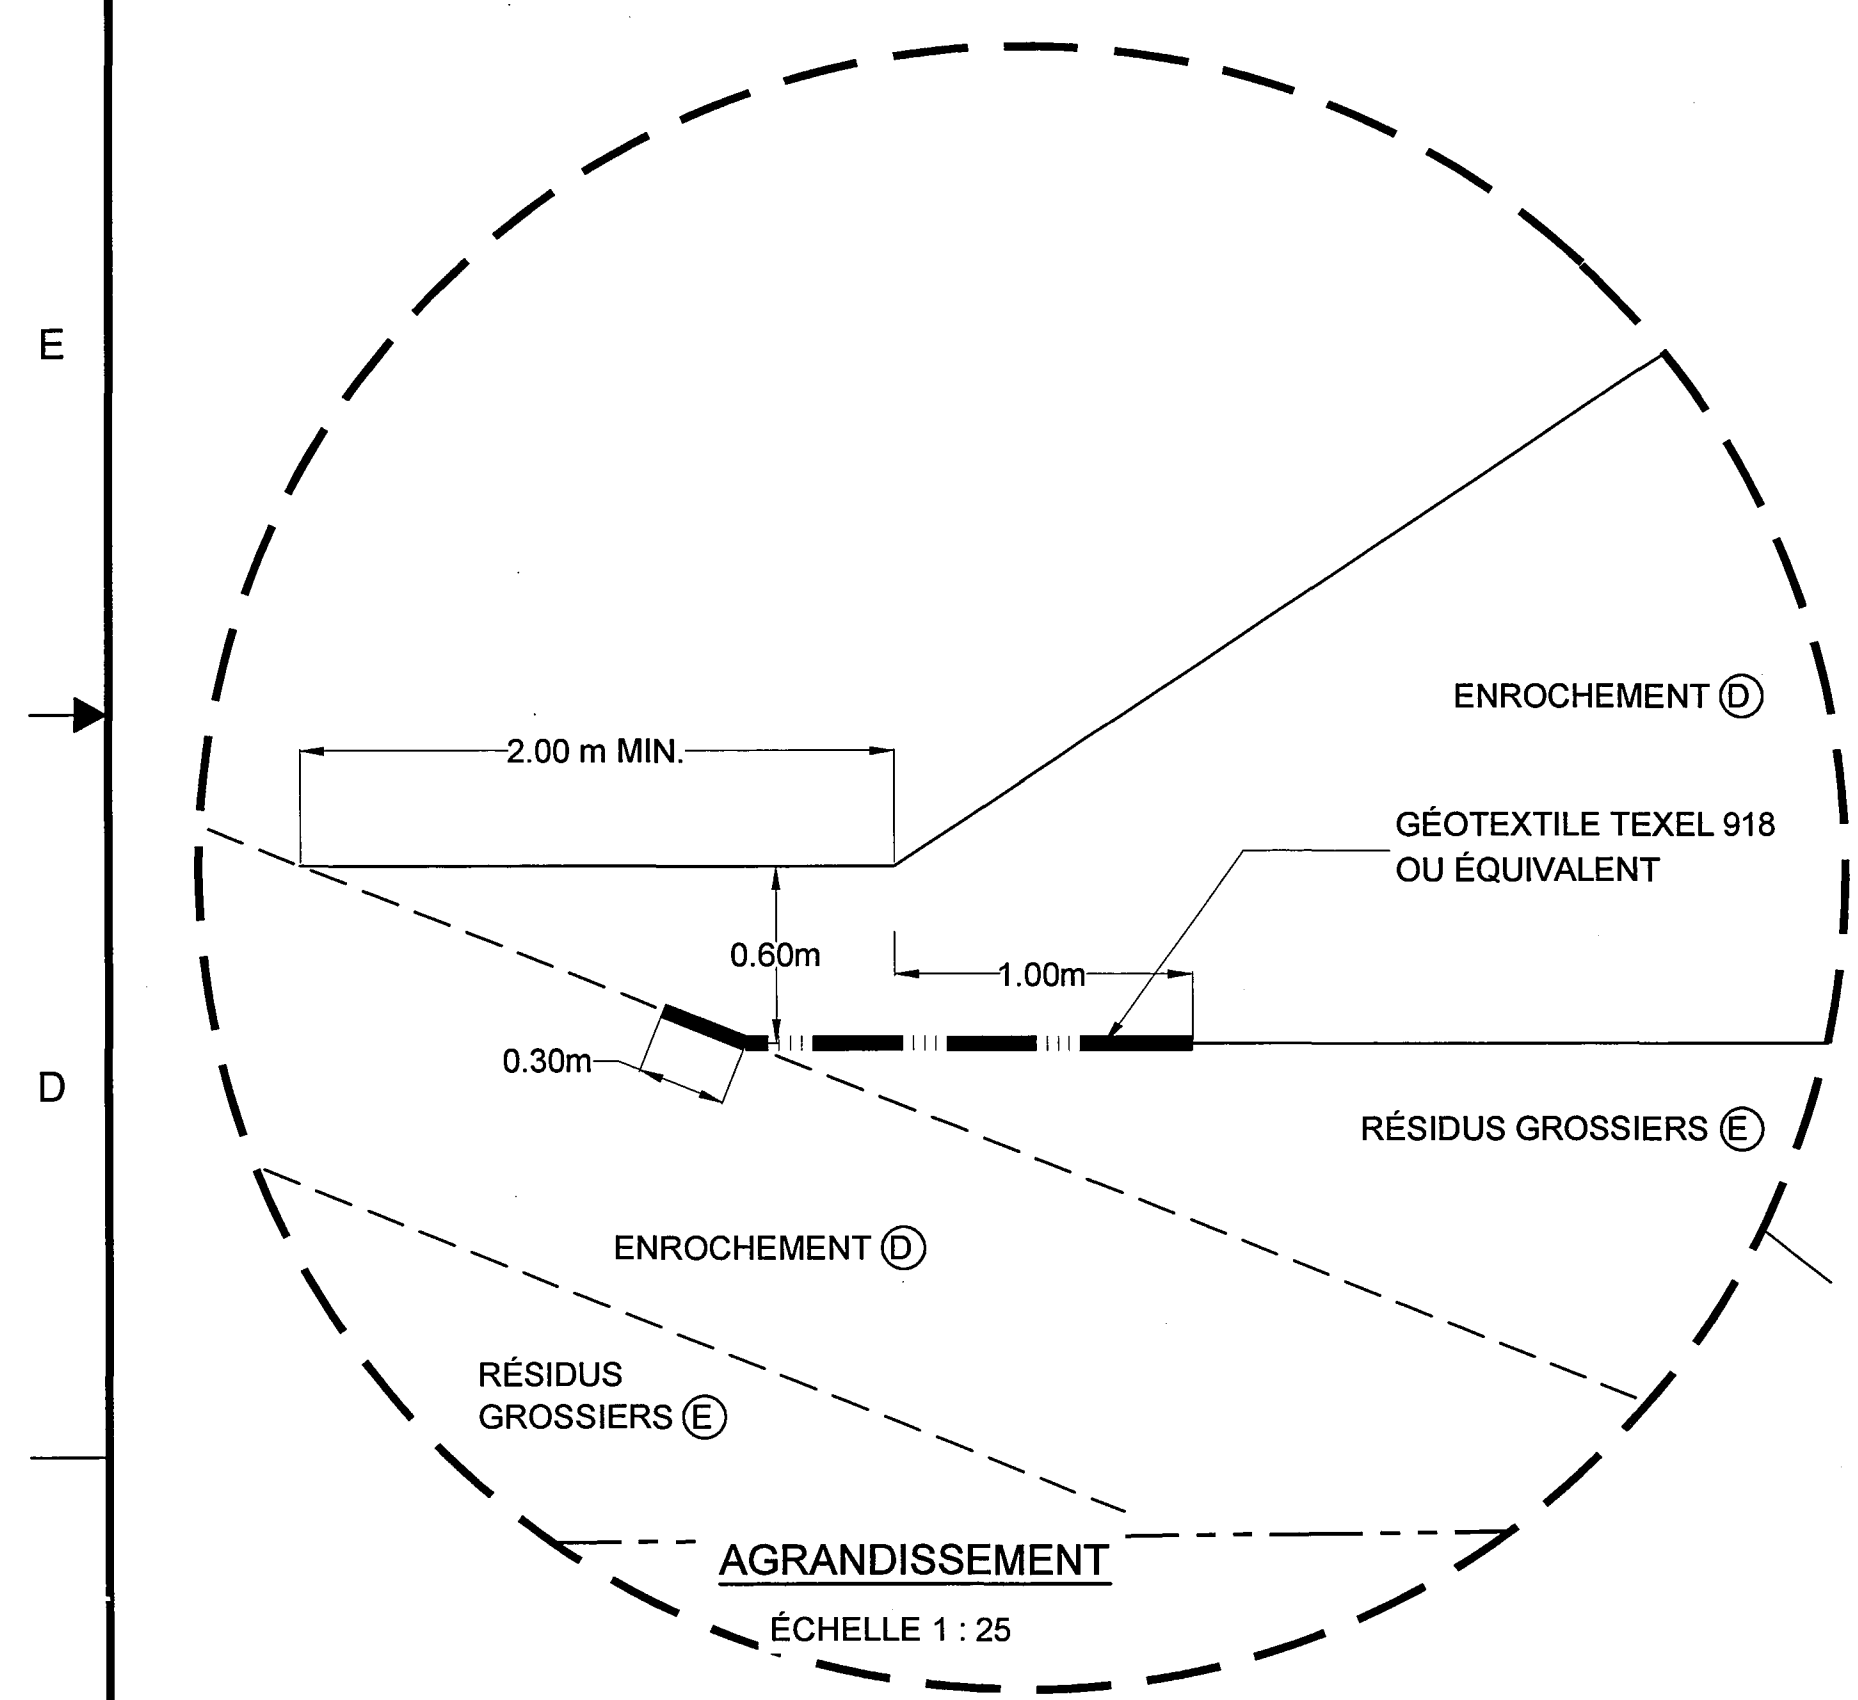 E
ENROCHEMENT D
2.00 m MIN.
GÉOTEXTILE TEXEL 918
OU ÉQUIVALENT
0.60m
1.00m
0.30m
D
RÉSIDUS GROSSIERS E
ENROCHEMENT D
RÉSIDUS
GROSSIERS E
AGRANDISSEMENT
ÉCHELLE 1 : 25